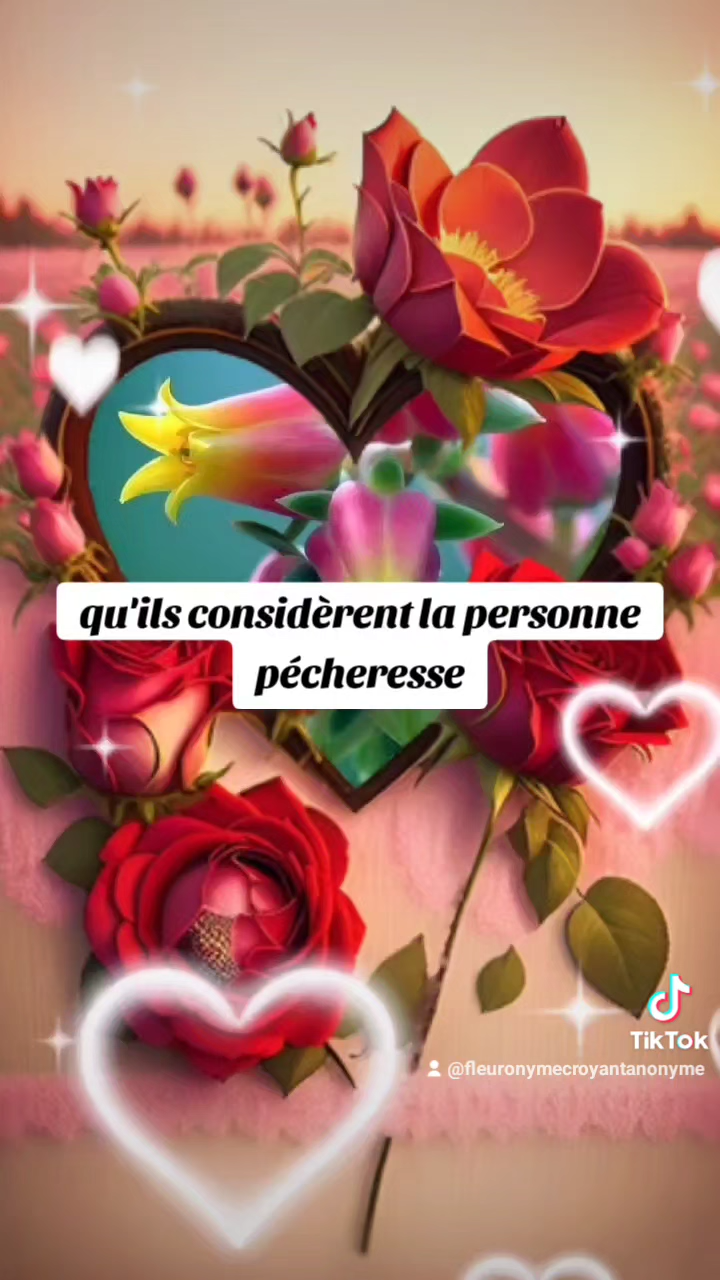 qu'ils considèrent la personne
pécheresse
TikTok
@fleuronymecroyantanonyme